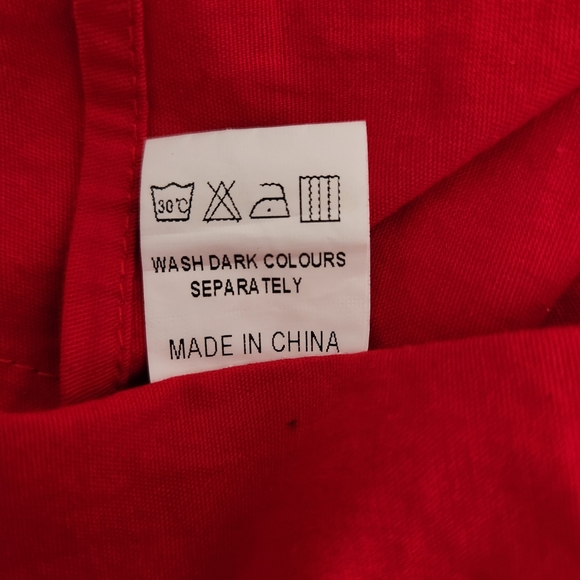 30℃
WASH DARK COLOURS
SEPARATELY
MADE IN CHINA